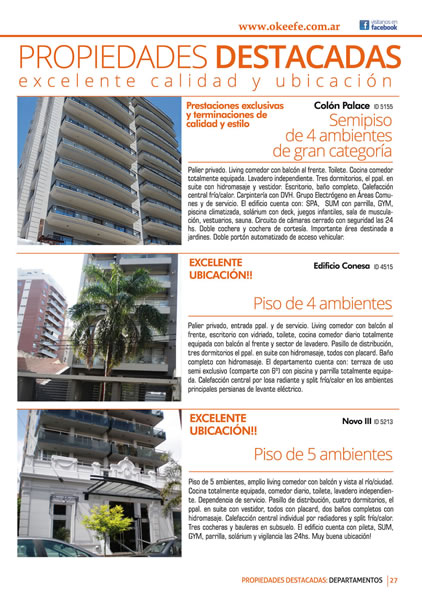 www.okeefe.com.ar
visitanos en
facebook
PROPIEDADES DESTACADAS
excelente calidad y ubicación
Prestaciones exclusivas
y terminaciones de
calidad y estilo
Colón Palace ID 5155
Semipiso
de 4 ambientes
de gran categoría
Palier privado. Living comedor con balcón al frente. Toilete. Cocina comedor
totalmente equipada. Lavadero independiente. Tres dormitorios, el ppal. en
suite con hidromasaje y vestidor. Escritorio, baño completo. Calefacción
central frío/calor. Carpintería con DVH. Grupo Electrógeno en Áreas Comu-
nes y de servicio. El edificio cuenta con: SPA, SUM con parrilla, GYM,
piscina climatizada, solárium con deck, juegos infantiles, sala de muscula-
ción, vestuarios, sauna. Circuito de cámaras cerrado con seguridad las 24
hs. Doble cochera y cochera de cortesía. Importante área destinada a
jardines. Doble portón automatizado de acceso vehicular.
EXCELENTE
UBICACIÓN!!
Edificio Conesa ID 4515
Piso de 4 ambientes
Palier privado, entrada ppal. y de servicio. Living comedor con balcón al
frente, escritorio con vidriado, toilete, cocina comedor diario totalmente
equipada con balcón al frente y sector de lavadero. Pasillo de distribución,
tres dormitorios el ppal. en suite con hidromasaje, todos con placard. Baño
completo con hidromasaje. El departamento cuenta con: terraza de uso
semi exclusivo (comparte con 6º) con piscina y parrilla totalmente equipa-
da. Calefacción central por losa radiante y split frío/calor en los ambientes
principales persianas de levante eléctrico.
EXCELENTE
UBICACIÓN!!
Novo III ID 5213
Piso de 5 ambientes
Piso de 5 ambientes, amplio living comedor con balcón y vista al río/ciudad.
Cocina totalmente equipada, comedor diario, toilete, lavadero independien-
te. Dependencia de servicio. Pasillo de distribución, cuatro dormitorios, el
ppal. en suite con vestidor, todos con placard, dos baños completos con
hidromasaje. Calefacción central individual por radiadores y split frío/calor.
Tres cocheras y bauleras en subsuelo. El edificio cuenta con pileta, SUM,
GYM, parrilla, solárium y vigilancia las 24hs. Muy buena ubicación!
PROPIEDADES DESTACADAS: DEPARTAMENTOS 27